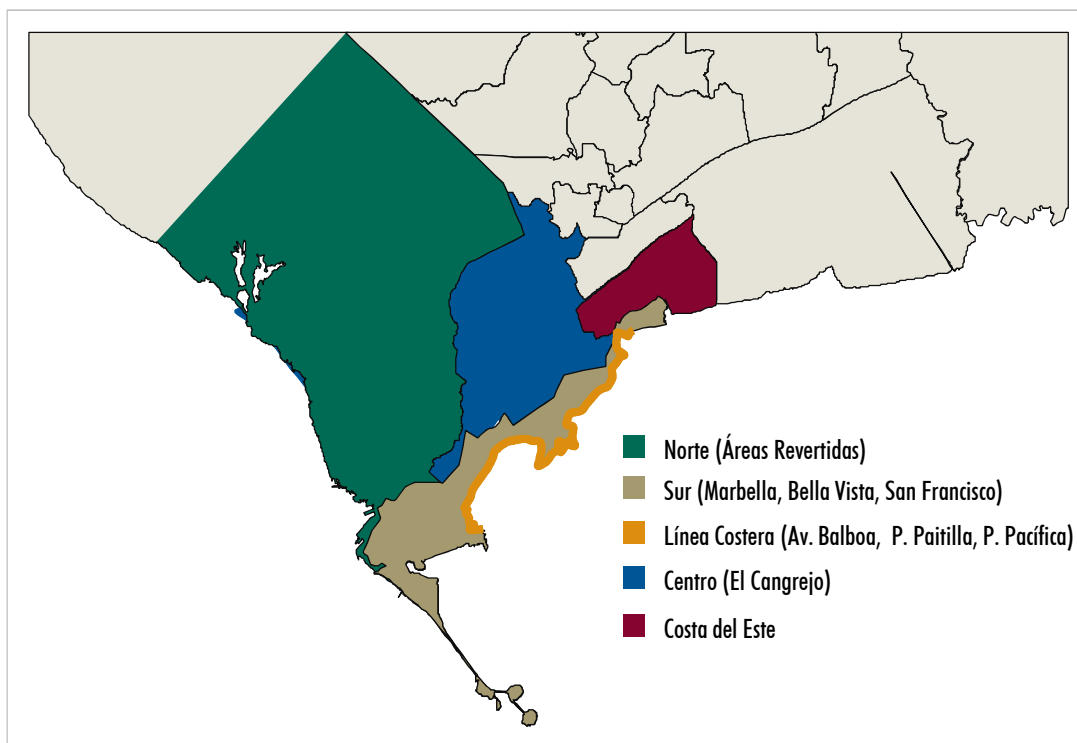 Norte (Áreas Revertidas)
Sur (Marbella, Bella Vista, San Francisco)
Línea Costera (Av. Balboa, P. Paitilla, P. Pacífica)
Centro (El Cangrejo)
Costa del Este